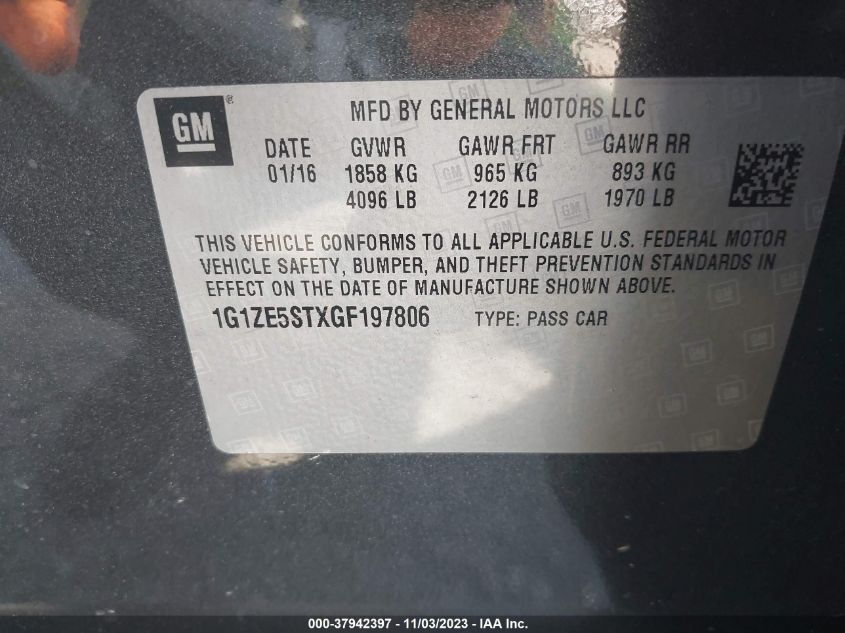 GM®
MFD BY GENERAL MOTORS LLC
DATE GVWR GAWR FRT GAWR RR
01/16 1858 KG 965 KG 893 KG
4096 LB 2126 LB 1970 LB
THIS VEHICLE CONFORMS TO ALL APPLICABLE U.S. FEDERAL MOTOR
VEHICLE SAFETY, BUMPER, AND THEFT PREVENTION STANDARDS IN
EFFECT ON THE DATE OF MANUFACTURE SHOWN ABOVE.
1G1ZE5STXGF197806 TYPE: PASS CAR
000-37942397 - 11/03/2023 - IAA Inc.